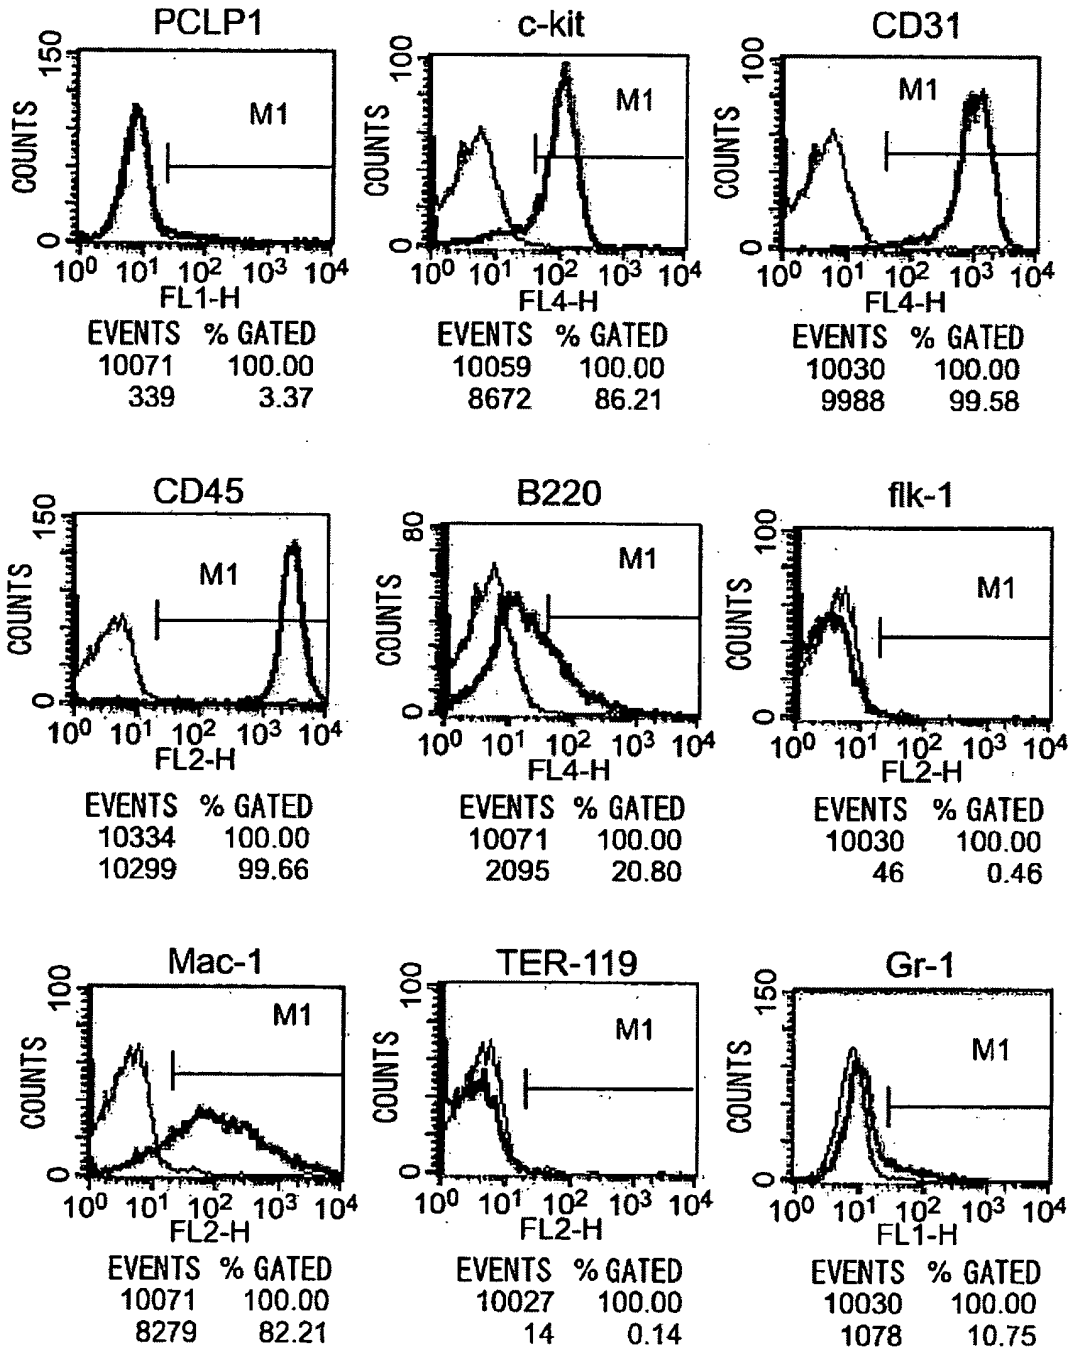 PCLP1
150
COUNTS
M1
0
10^0 10^1 10^2 10^3 10^4
FL1-H
EVENTS % GATED
10071 100.00
339 3.37
c-kit
100
COUNTS
M1
0
10^0 10^1 10^2 10^3 10^4
FL4-H
EVENTS % GATED
10059 100.00
8672 86.21
CD31
100
COUNTS
M1
0
10^0 10^1 10^2 10^3 10^4
FL4-H
EVENTS % GATED
10030 100.00
9988 99.58
CD45
150
COUNTS
M1
0
10^0 10^1 10^2 10^3 10^4
FL2-H
EVENTS % GATED
10334 100.00
10299 99.66
B220
80
COUNTS
M1
0
10^0 10^1 10^2 10^3 10^4
FL4-H
EVENTS % GATED
10071 100.00
2095 20.80
flk-1
100
COUNTS
M1
0
10^0 10^1 10^2 10^3 10^4
FL2-H
EVENTS % GATED
10030 100.00
46 0.46
Mac-1
100
COUNTS
M1
0
10^0 10^1 10^2 10^3 10^4
FL2-H
EVENTS % GATED
10071 100.00
8279 82.21
TER-119
100
COUNTS
M1
0
10^0 10^1 10^2 10^3 10^4
FL2-H
EVENTS % GATED
10027 100.00
14 0.14
Gr-1
150
COUNTS
M1
0
10^0 10^1 10^2 10^3 10^4
FL1-H
EVENTS % GATED
10030 100.00
1078 10.75